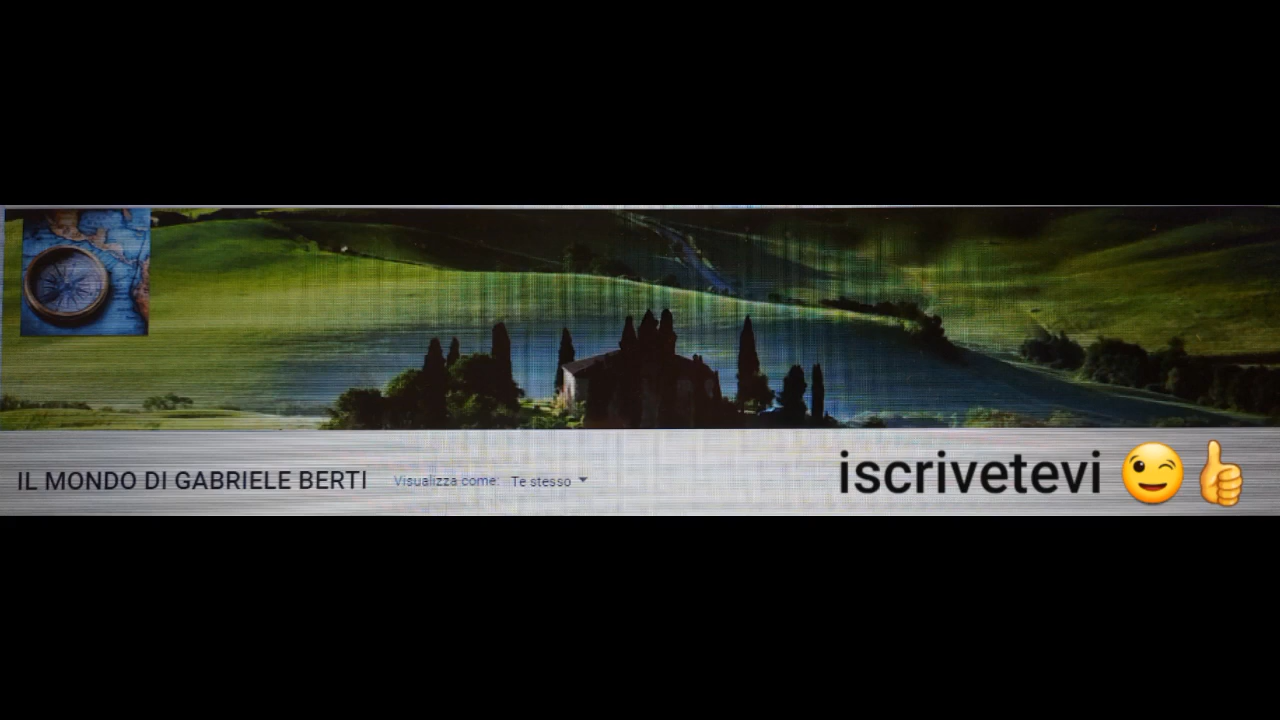 IL MONDO DI GABRIELE BERTI Visualizza come: Te stesso iscrivetevi 😉👍